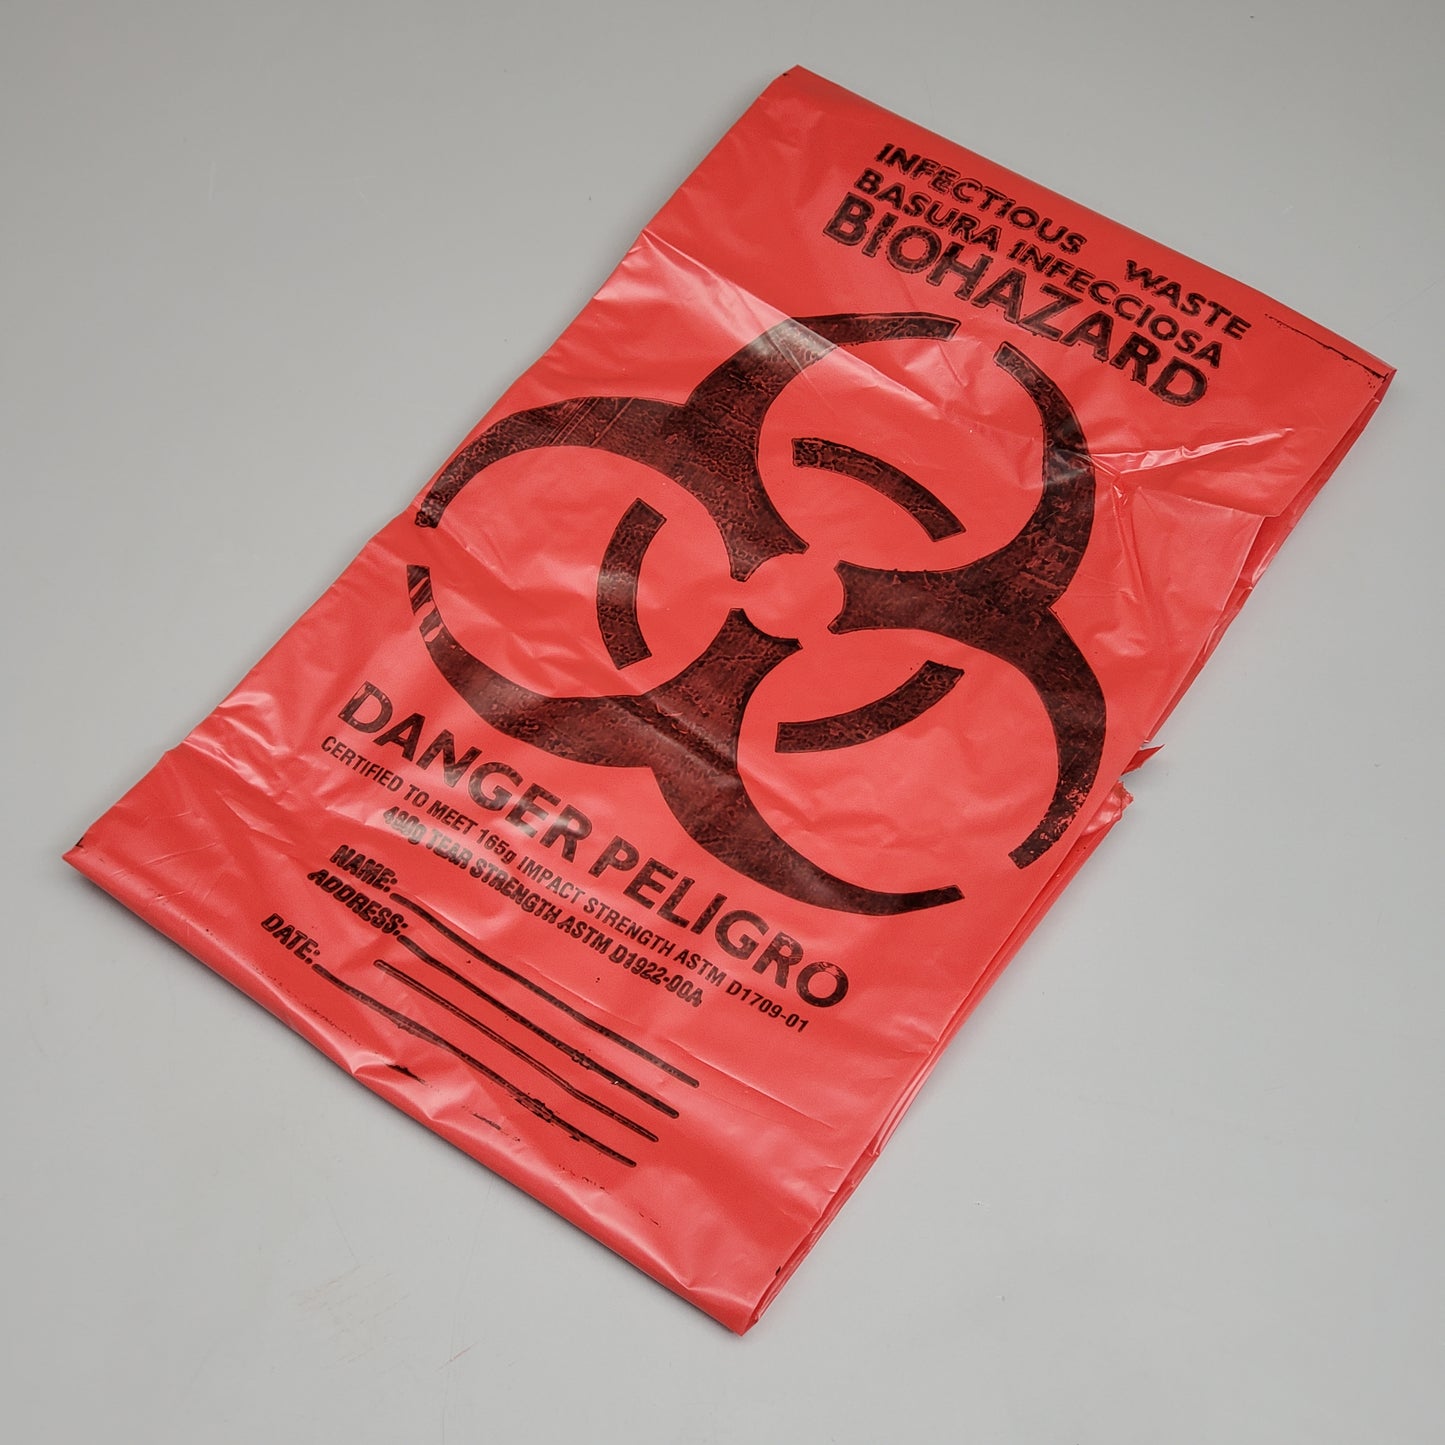 INFECTIOUS WASTE
BASURA INFECCIOSA
BIOHAZARD
DANGER PELIGRO
CERTIFIED TO MEET 165g IMPACT STRENGTH ASTM D1709-01
480g TEAR STRENGTH ASTM D1922-00A
NAME:
ADDRESS:
DATE: